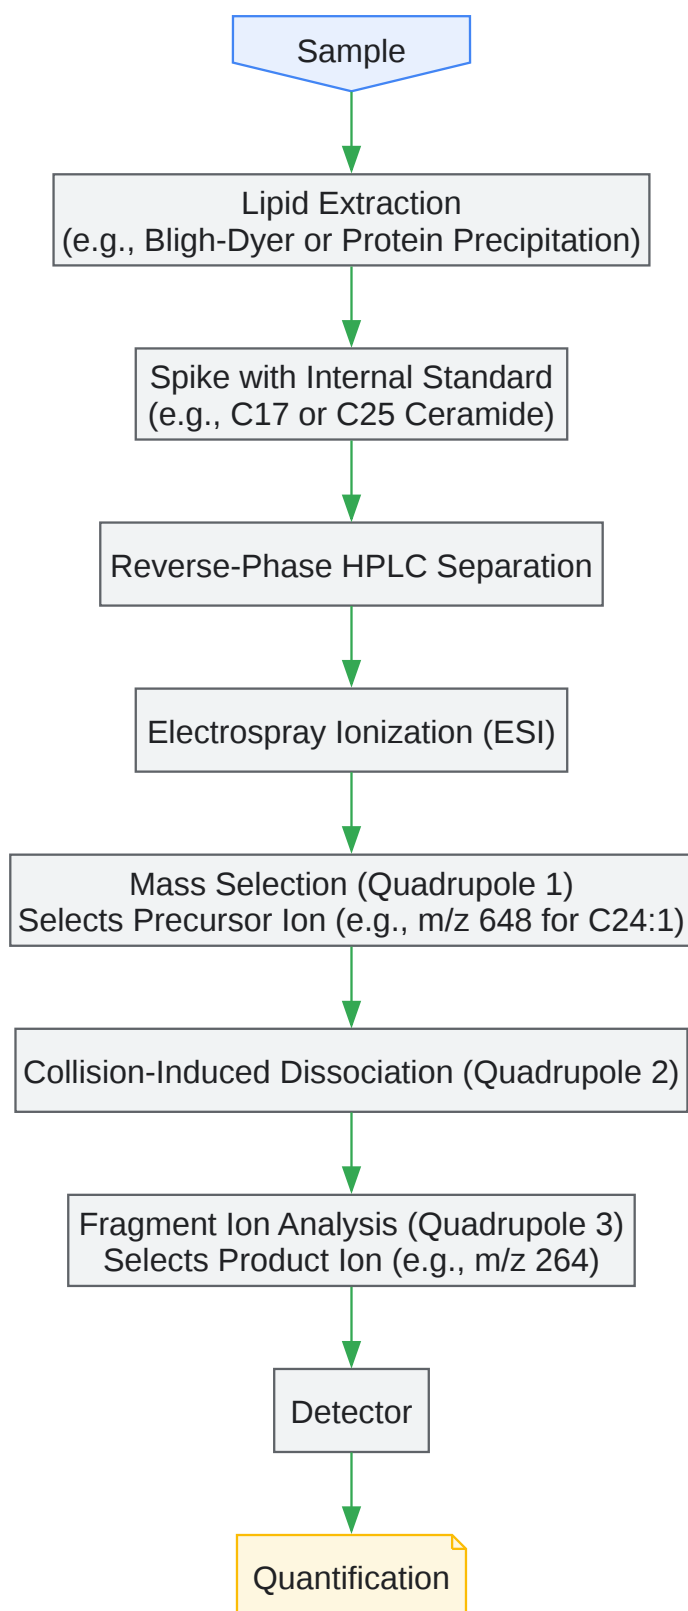 Sample
Lipid Extraction
(e.g., Bligh-Dyer or Protein Precipitation)
Spike with Internal Standard
(e.g., C17 or C25 Ceramide)
Reverse-Phase HPLC Separation
Electrospray Ionization (ESI)
Mass Selection (Quadrupole 1)
Selects Precursor Ion (e.g., m/z 648 for C24:1)
Collision-Induced Dissociation (Quadrupole 2)
Fragment Ion Analysis (Quadrupole 3)
Selects Product Ion (e.g., m/z 264)
Detector
Quantification